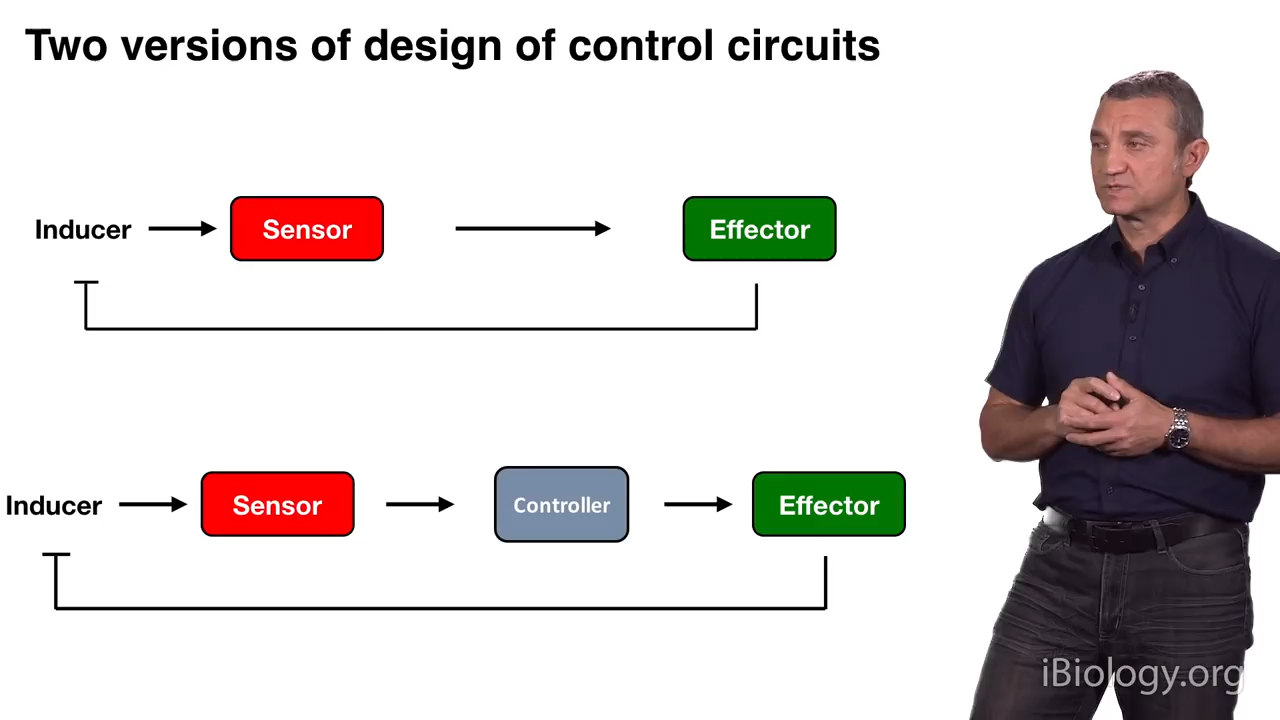 Two versions of design of control circuits
Inducer
Sensor
Effector
Inducer
Sensor
Controller
Effector
iBiology.org